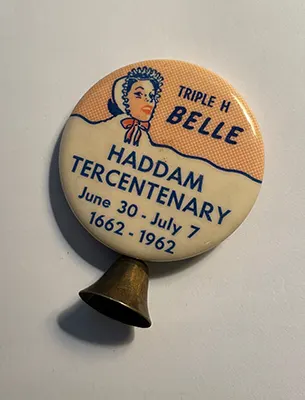 TRIPLE H
BELLE
HADDAM
TERCENTENARY
June 30 - July 7
1662 - 1962